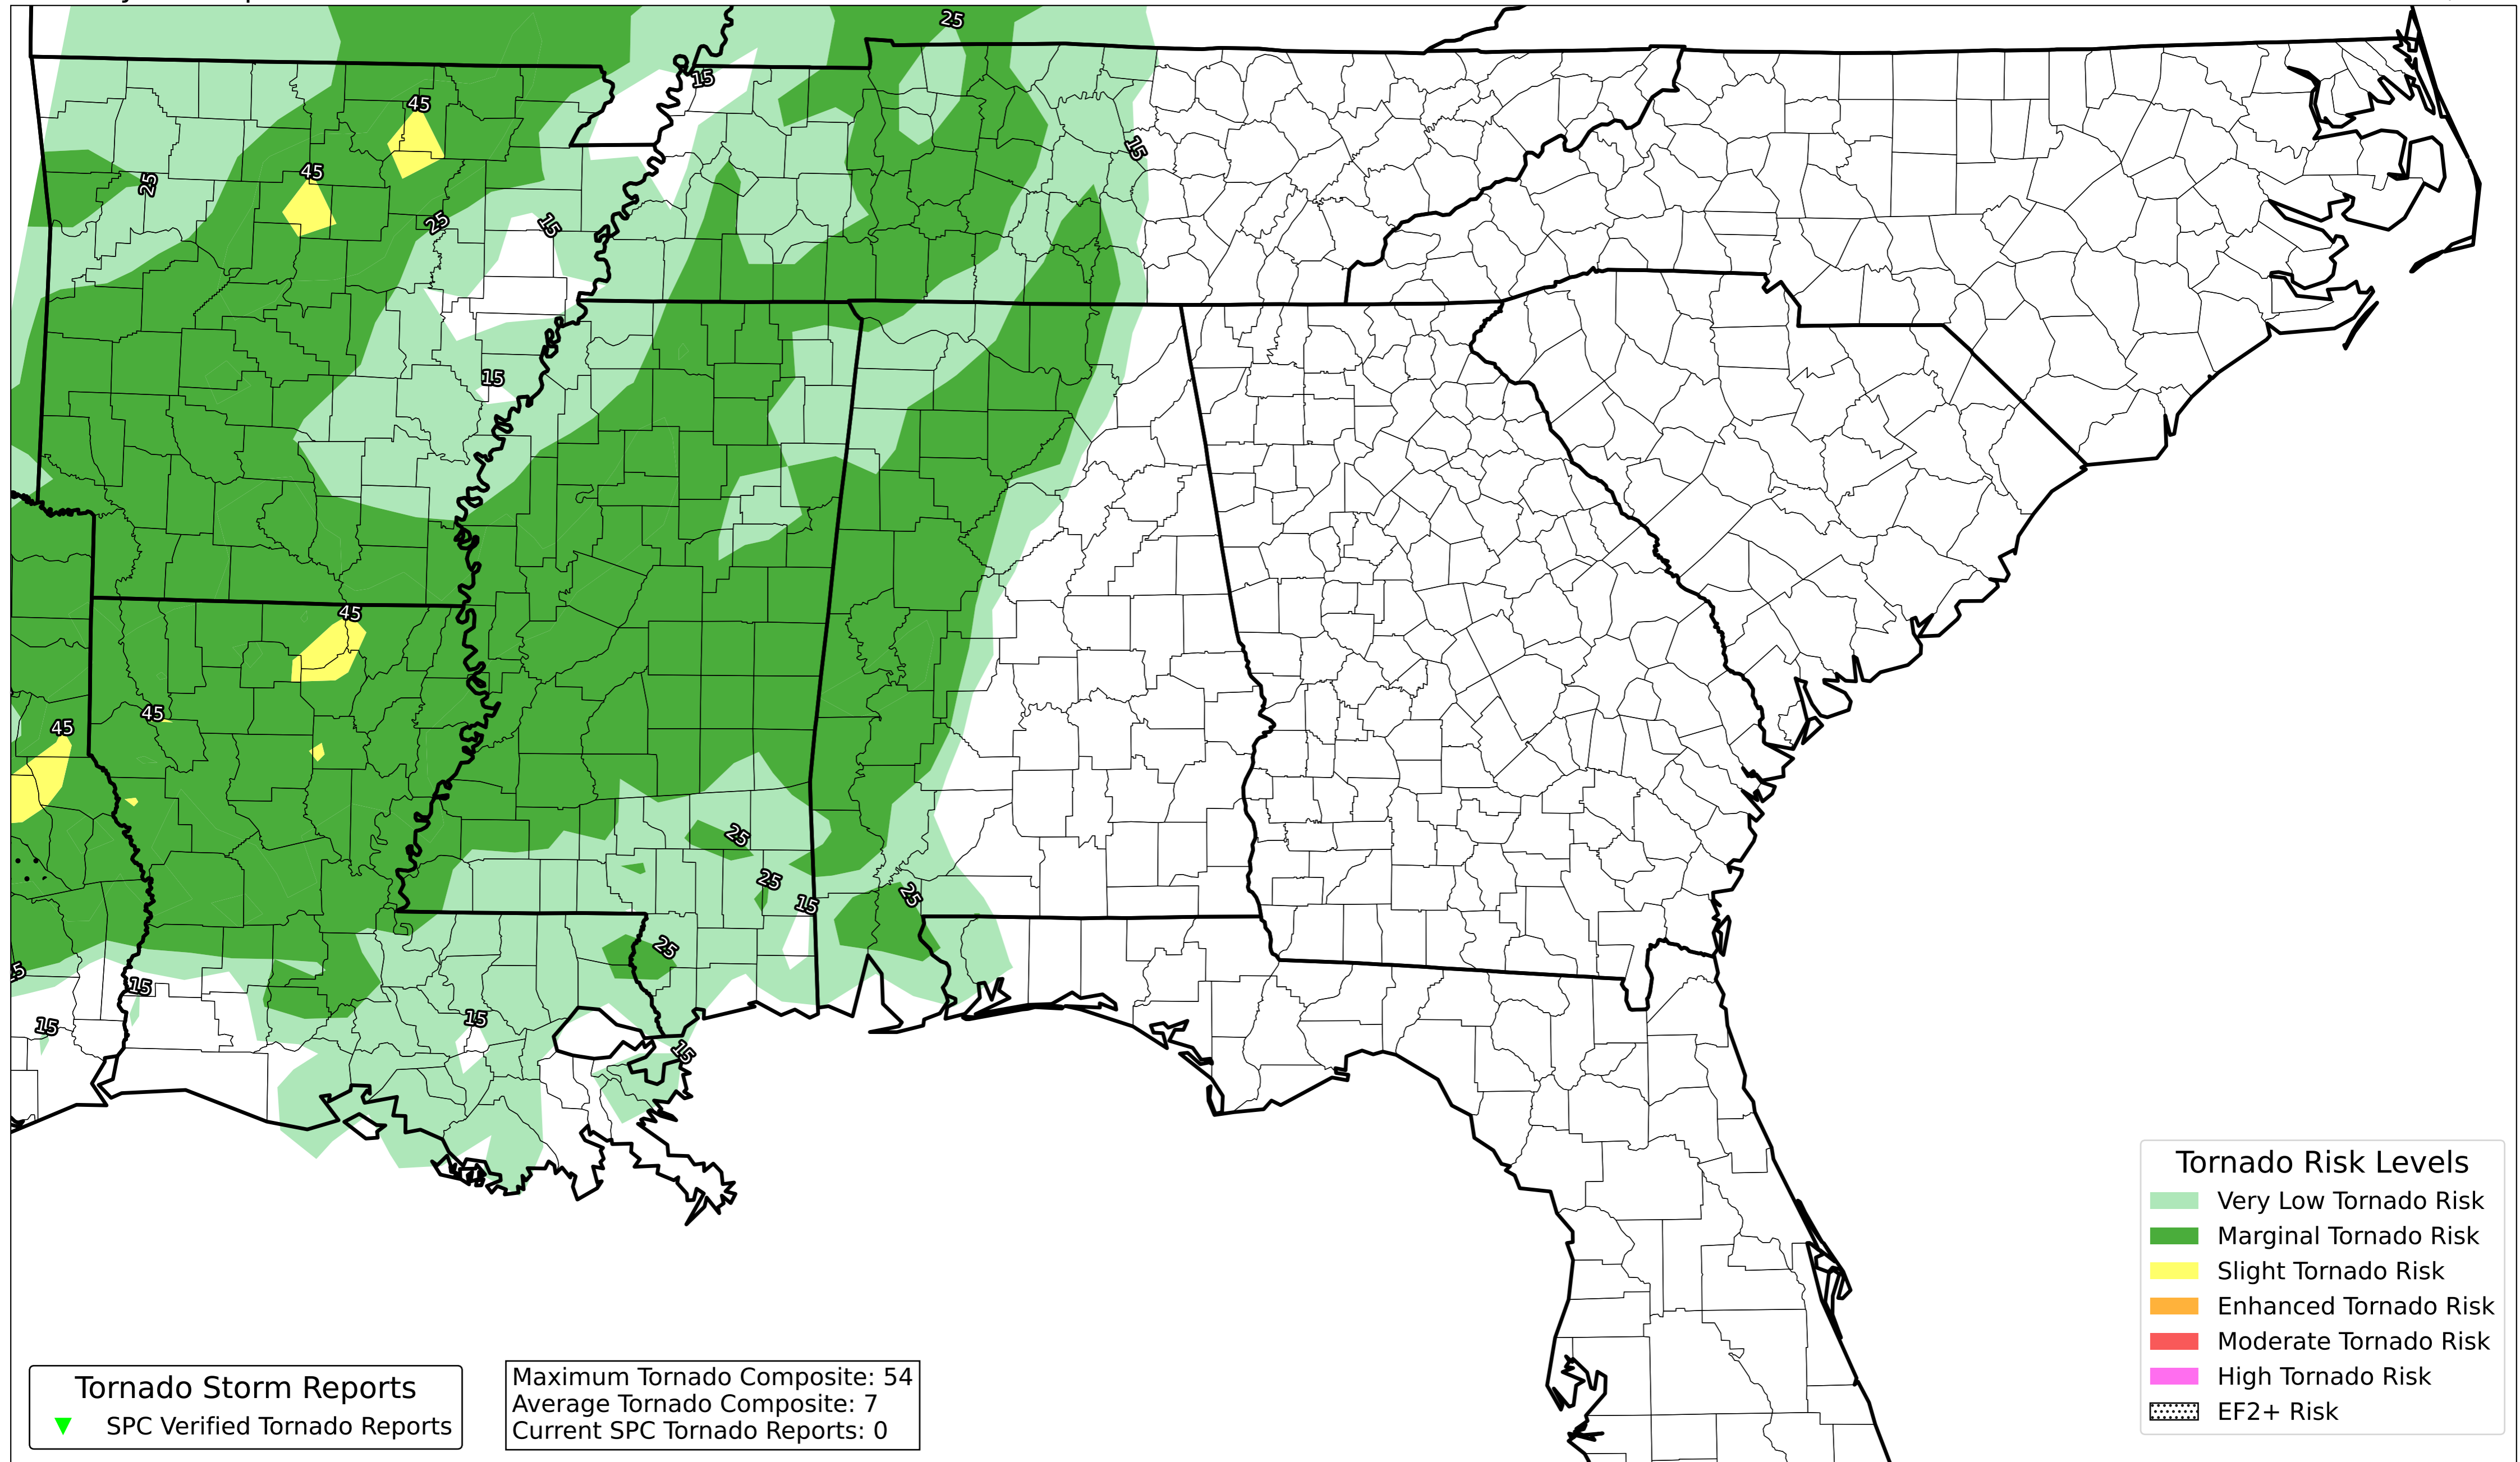 25
15
45
15
45
25
25
15
15
45
45
45
25
25
25
15
25
15
15
15
15
Tornado Risk Levels
Very Low Tornado Risk
Marginal Tornado Risk
Slight Tornado Risk
Enhanced Tornado Risk
Moderate Tornado Risk
High Tornado Risk
EF2+ Risk
Tornado Storm Reports
SPC Verified Tornado Reports
Maximum Tornado Composite: 54
Average Tornado Composite: 7
Current SPC Tornado Reports: 0